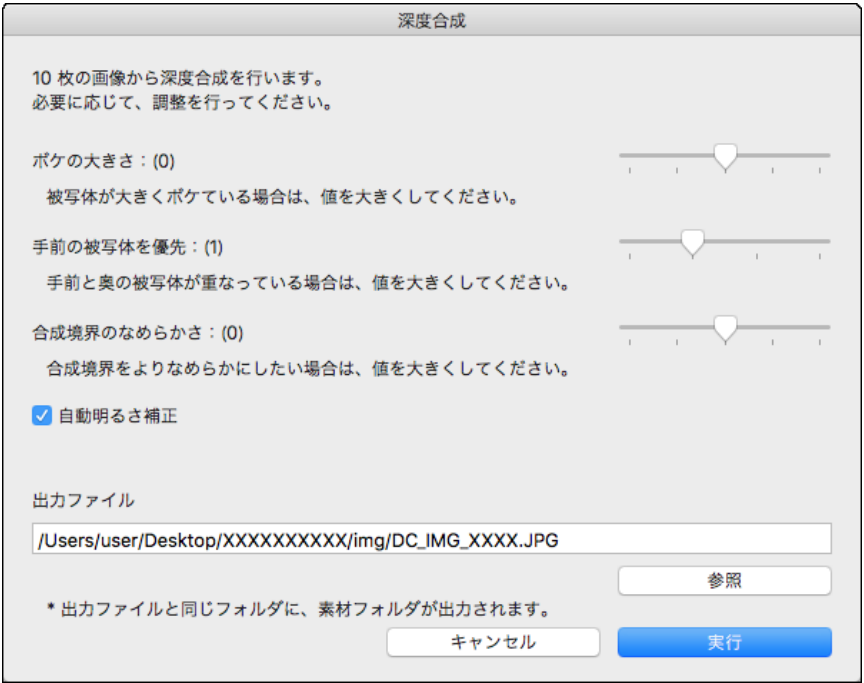 深度合成
10 枚の画像から深度合成を行います。
必要に応じて、調整を行ってください。
ボケの大きさ：(0)
被写体が大きくボケている場合は、値を大きくしてください。
手前の被写体を優先：(1)
手前と奥の被写体が重なっている場合は、値を大きくしてください。
合成境界のなめらかさ：(0)
合成境界をよりなめらかにしたい場合は、値を大きくしてください。
自動明るさ補正
出力ファイル
/Users/user/Desktop/XXXXXXXXXX/img/DC_IMG_XXXX.JPG
参照
* 出力ファイルと同じフォルダに、素材フォルダが出力されます。
キャンセル 実行